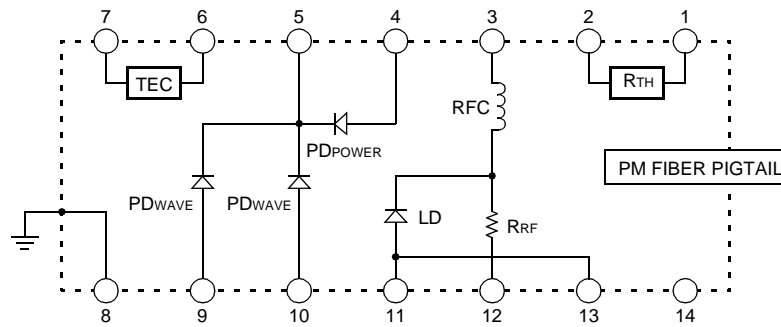 7 6 5 4 3 2 1
TEC
RTH
RFC
PDPOWER
PM FIBER PIGTAIL
PDWAVE PDWAVE LD RRF
8 9 10 11 12 13 14